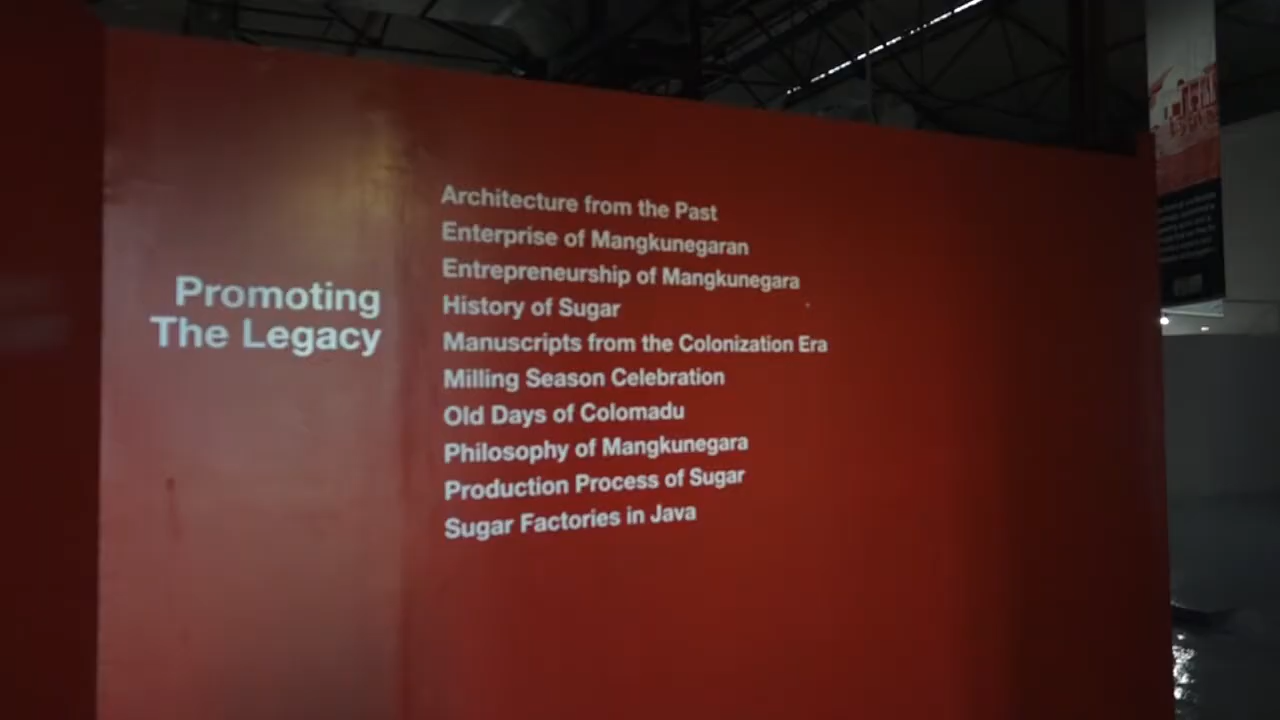 Promoting
The Legacy
Architecture from the Past
Enterprise of Mangkunegaran
Entrepreneurship of Mangkunegara
History of Sugar
Manuscripts from the Colonization Era
Milling Season Celebration
Old Days of Colomadu
Philosophy of Mangkunegara
Production Process of Sugar
Sugar Factories in Java